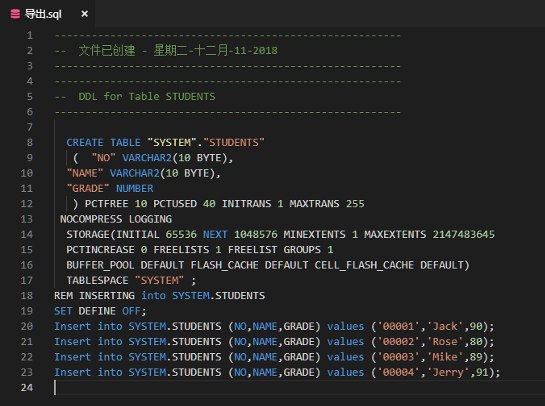 导出.sql ×
1 ----------------------------------------------------
2 --  文件已创建 - 星期二-十二月-11-2018
3 ----------------------------------------------------
4 ----------------------------------------------------
5 --  DDL for Table STUDENTS
6 ----------------------------------------------------
7
8 CREATE TABLE "SYSTEM"."STUDENTS"
9 (  "NO" VARCHAR2(10 BYTE),
10 "NAME" VARCHAR2(10 BYTE),
11 "GRADE" NUMBER
12 ) PCTFREE 10 PCTUSED 40 INITRANS 1 MAXTRANS 255
13 NOCOMPRESS LOGGING
14 STORAGE(INITIAL 65536 NEXT 1048576 MINEXTENTS 1 MAXEXTENTS 2147483645
15 PCTINCREASE 0 FREELISTS 1 FREELIST GROUPS 1
16 BUFFER_POOL DEFAULT FLASH_CACHE DEFAULT CELL_FLASH_CACHE DEFAULT)
17 TABLESPACE "SYSTEM" ;
18 REM INSERTING into SYSTEM.STUDENTS
19 SET DEFINE OFF;
20 Insert into SYSTEM.STUDENTS (NO,NAME,GRADE) values ('00001','Jack',90);
21 Insert into SYSTEM.STUDENTS (NO,NAME,GRADE) values ('00002','Rose',80);
22 Insert into SYSTEM.STUDENTS (NO,NAME,GRADE) values ('00003','Mike',89);
23 Insert into SYSTEM.STUDENTS (NO,NAME,GRADE) values ('00004','Jerry',91);
24